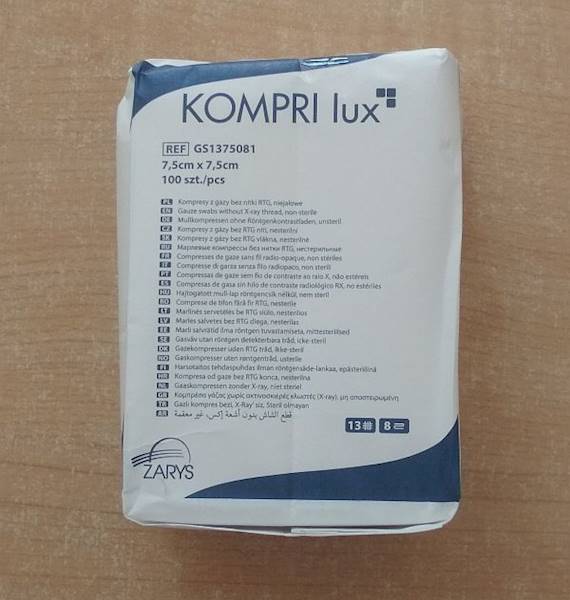 KOMPRI lux
REF GS1375081
7,5cm x 7,5cm
100 szt./pcs
PL Kompresy z gazy bez nitki RTG, niejałowe
EN Gauze swabs without X-ray thread, non-sterile
DE Mullkompressen ohne Röntgenkontrastfaden, unsteril
CZ Kompresy z gázy bez RTG niti, nesterilní
SK Kompresy z gázy bez RTG vlákna, nesterilné
RU Марлевые компрессы без нитки RTG, нестерильные
FR Compresses de gaze sans fil radio-opaque, non stériles
IT Compresse di garza senza filo radiopaco, non sterili
PT Compressas de gaze sem fio de contraste ao raio X, não estéreis
ES Compresas de gasa sin hilo de contraste radiológico RX, no estériles
HU Hajtogatott mull-lap röntgencsík nélkül, nem steril
RO Comprese de tifon fără fir RTG, nesterile
LT Marlinės servetėlės be RTG siūlo, nesterilios
LV Marles salvetes bez RTG diega, nesterilas
EE Marli salvrätid ilma röntgen tuvastamiseta, mittesteriilsed
SE Gasväv utan röntgen detekterbara tråd, icke-steril
DK Gazekompresser uden RTG tråd, ikke-steril
NO Gaskompresser uten røntgentråd, usterile
FI Harsotaitos tehdaspuhdas ilman röntgensäde-lankaa, epästeriilinä
HR Kompresa od gaze bez RTG konca, nesterilna
NL Gaaskompressen zonder X-ray, niet steriel
GR Κομπρέσα γάζας χωρίς ακτινοσκιερές κλωστές (X-ray), μη αποστειρωμένη
TR Gazlı kompres bezi, X-Ray' siz, Steril olmayan
AR قطع الشاش بدون أشعة إكس، غير معقمة
13 8
ZARYS